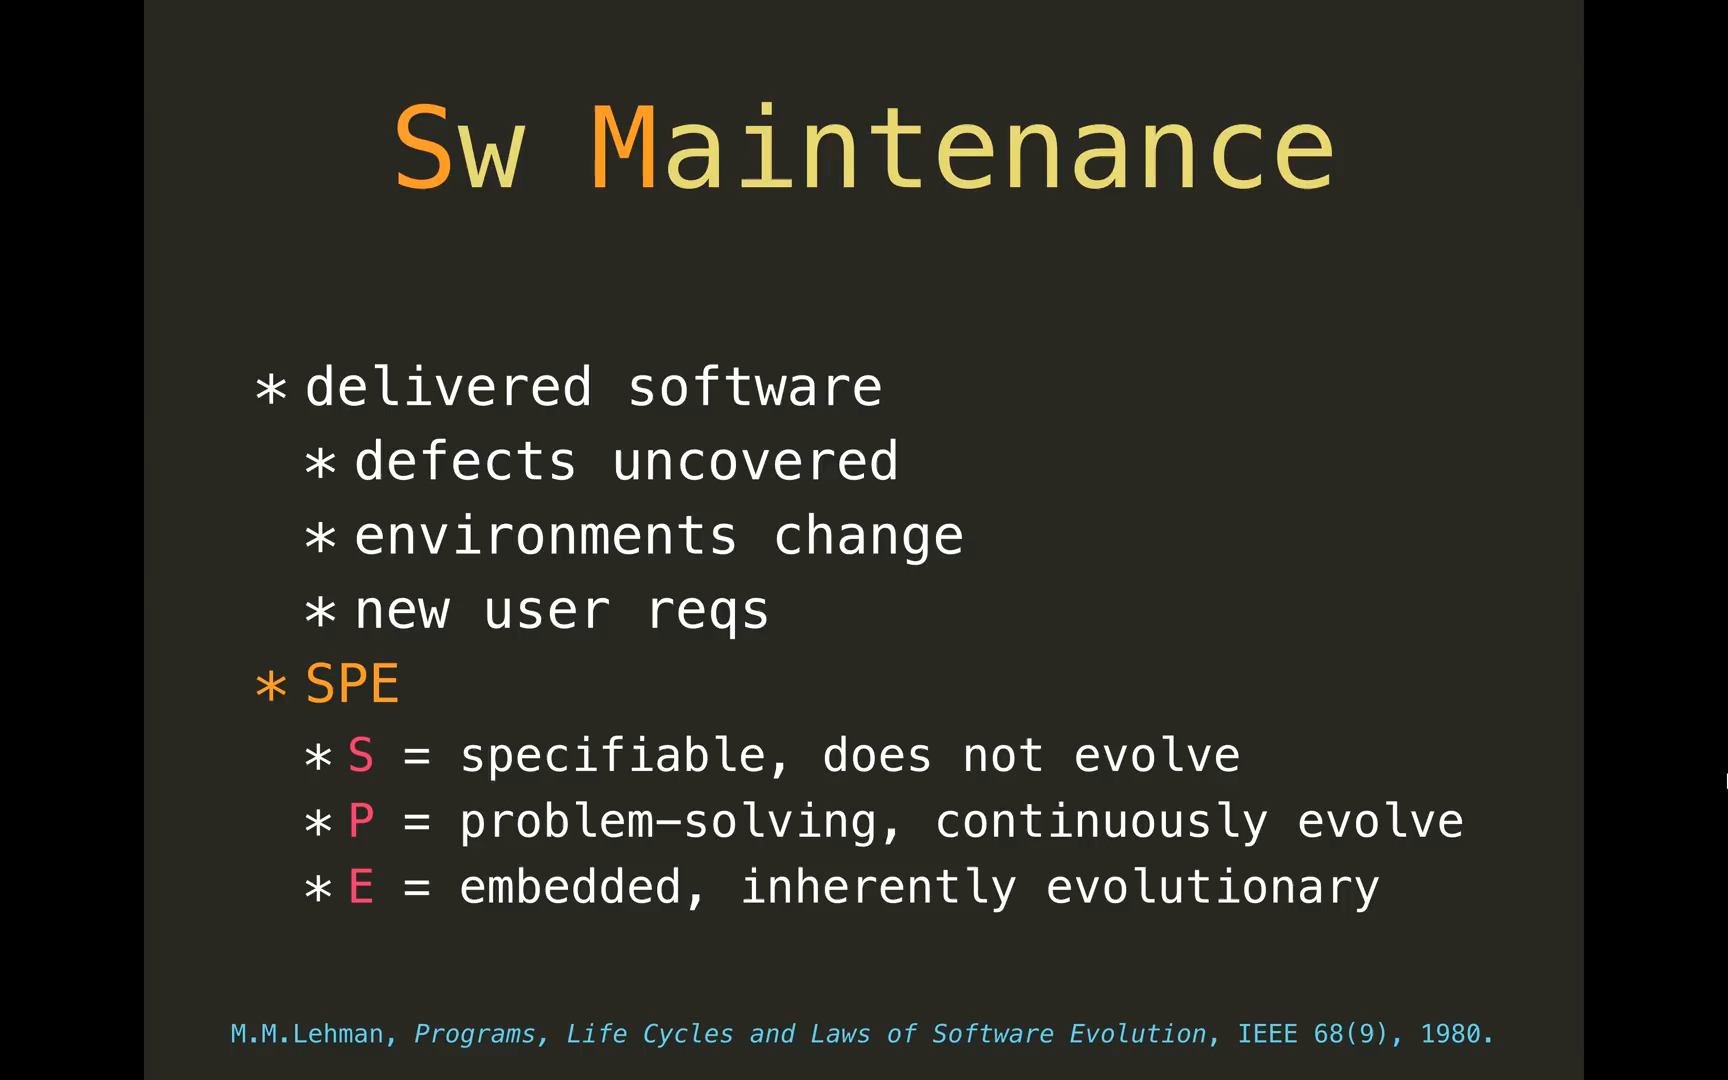 Sw Maintenance
* delivered software
* defects uncovered
* environments change
* new user reqs
* SPE
* S = specifiable, does not evolve
* P = problem-solving, continuously evolve
* E = embedded, inherently evolutionary
M.M.Lehman, Programs, Life Cycles and Laws of Software Evolution, IEEE 68(9), 1980.